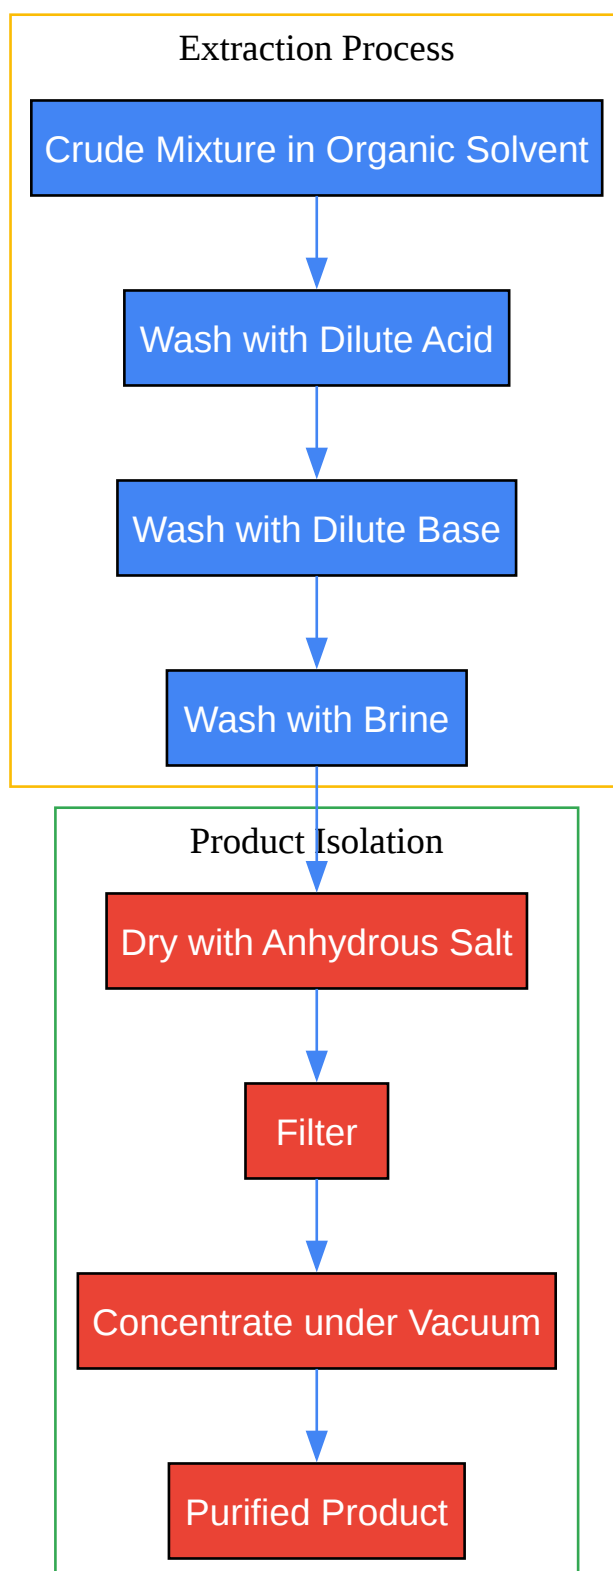 Extraction Process
Crude Mixture in Organic Solvent
Wash with Dilute Acid
Wash with Dilute Base
Wash with Brine
Product Isolation
Dry with Anhydrous Salt
Filter
Concentrate under Vacuum
Purified Product